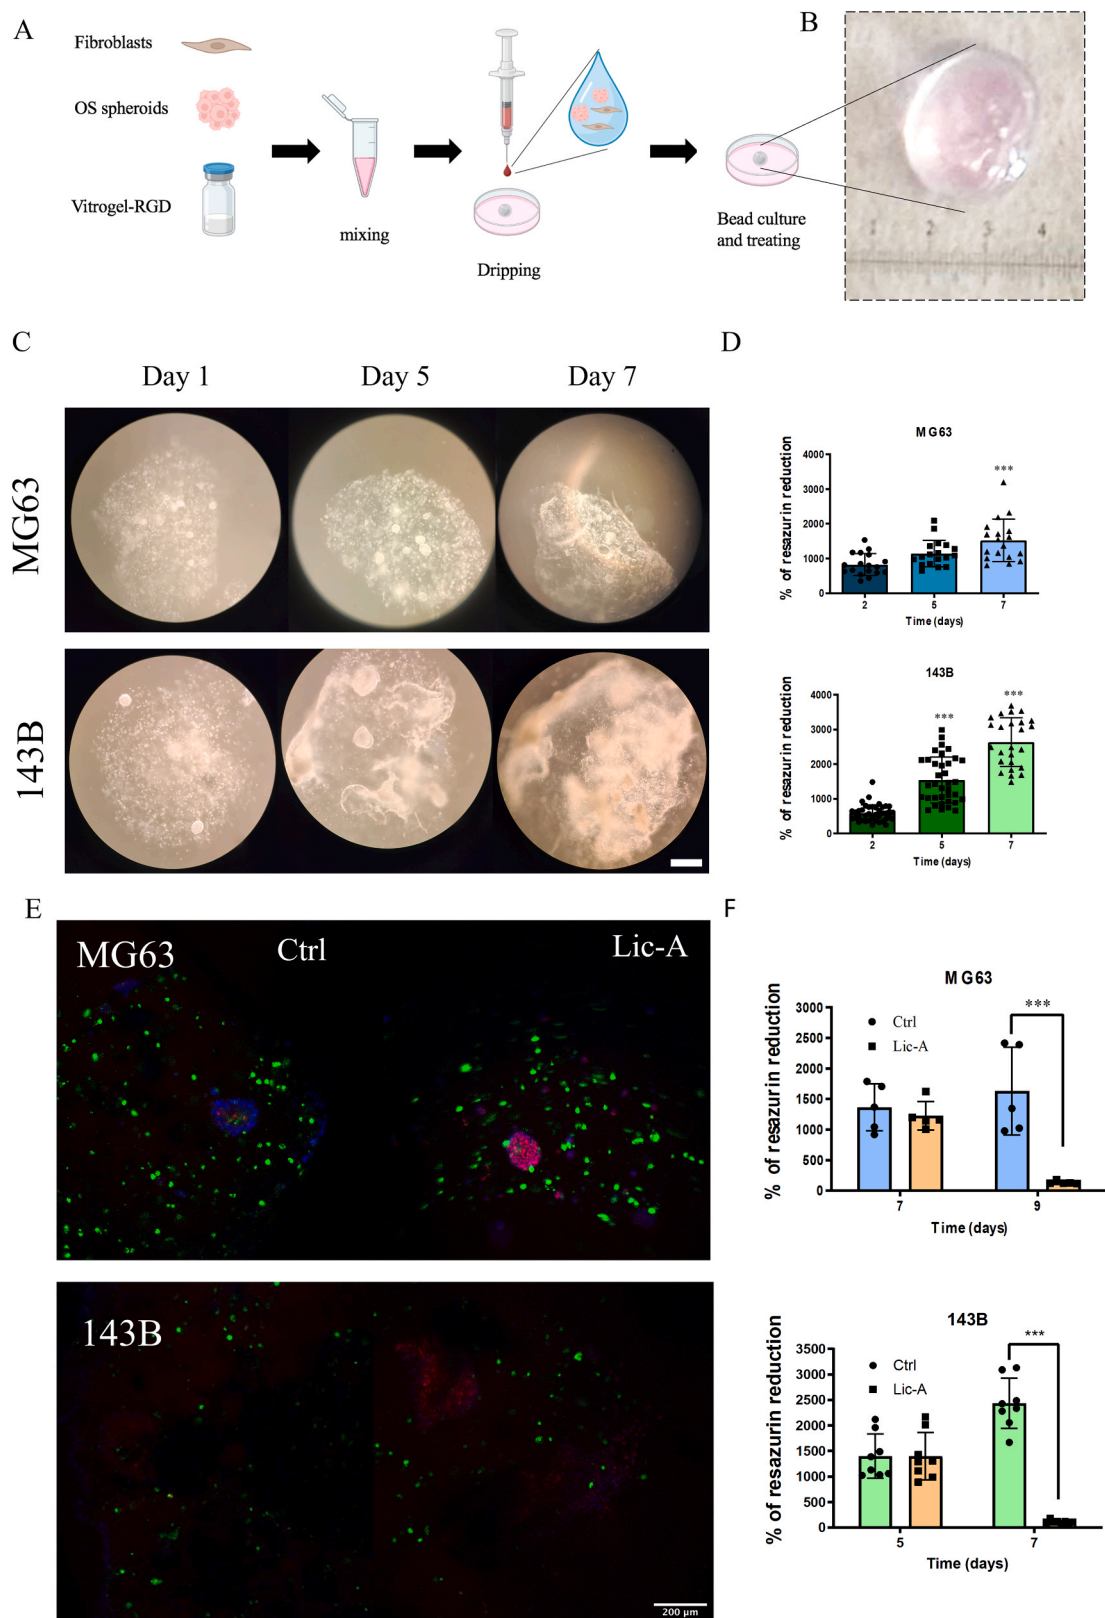 A
Fibroblasts
OS spheroids
Vitrogel-RGD
mixing
Dripping
Bead culture
and treating
B
1 2 3 4
C
Day 1 Day 5 Day 7
MG63
143B
D
MG63
% of resazurin reduction
4000
3000
2000
1000
0
***
2 5 7
Time (days)
143B
% of resazurin reduction
4000
3000
2000
1000
0
*** ***
2 5 7
Time (days)
E
MG63 Ctrl Lic-A
143B
200 µm
F
MG63
% of resazurin reduction
3000
2500
2000
1500
1000
500
0
Ctrl
Lic-A
***
7 9
Time (days)
143B
% of resazurin reduction
3500
3000
2500
2000
1500
1000
500
0
Ctrl
Lic-A
***
5 7
Time (days)